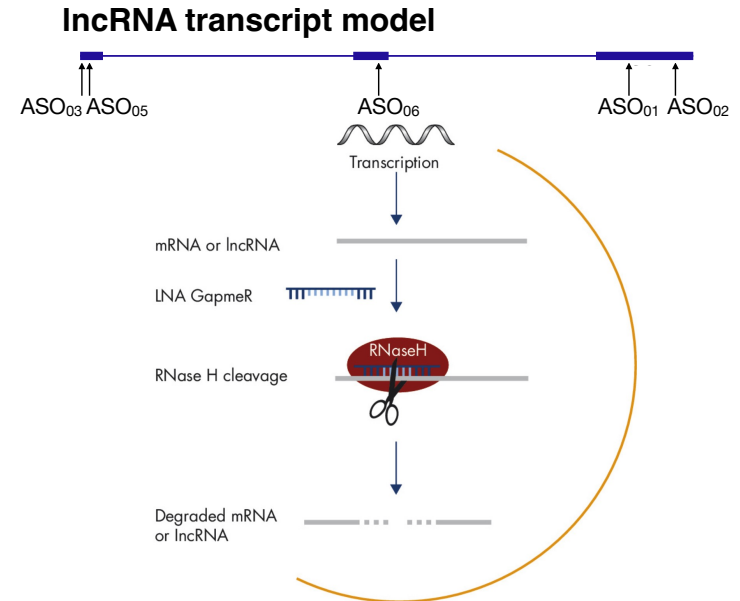 lncRNA transcript model
ASO03 ASO05 ASO06 ASO01 ASO02
Transcription
mRNA or lncRNA
LNA GapmeR
RNaseH
RNase H cleavage
Degraded mRNA
or lncRNA